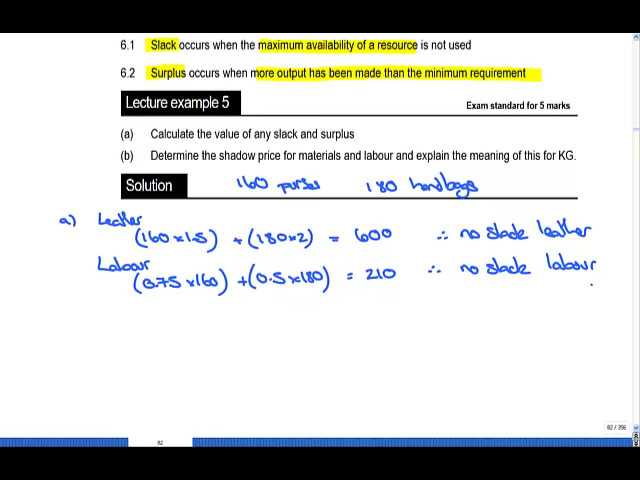 6.1 Slack occurs when the maximum availability of a resource is not used
6.2 Surplus occurs when more output has been made than the minimum requirement
Lecture example 5 Exam standard for 5 marks
(a) Calculate the value of any slack and surplus
(b) Determine the shadow price for materials and labour and explain the meaning of this for KG.
Solution 160 purses 180 handbags
a) Leather
(160 x 1.5) + (180 x 2) = 600 ∴ no slack leather
Labour
(0.75 x 160) + (0.5 x 180) = 210 ∴ no slack labour
82 / 356
82